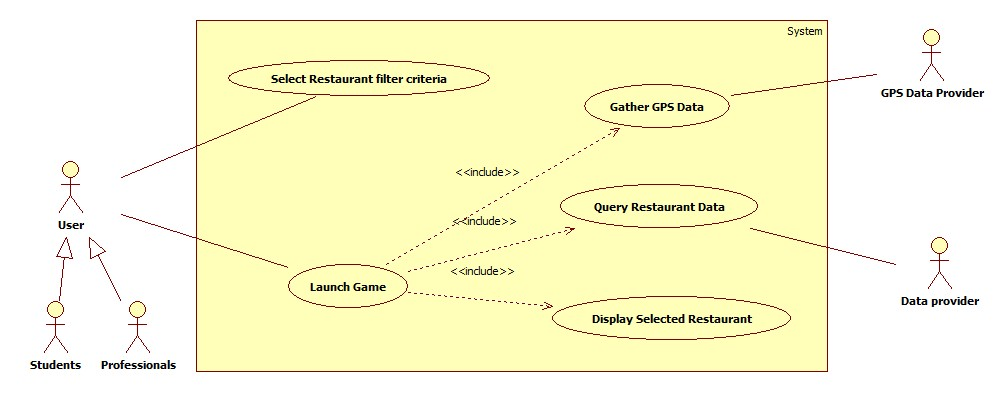 System
Select Restaurant filter criteria
GPS Data Provider
Gather GPS Data
<<include>>
Query Restaurant Data
<<include>>
User
<<include>>
Launch Game
Data provider
Display Selected Restaurant
Students
Professionals